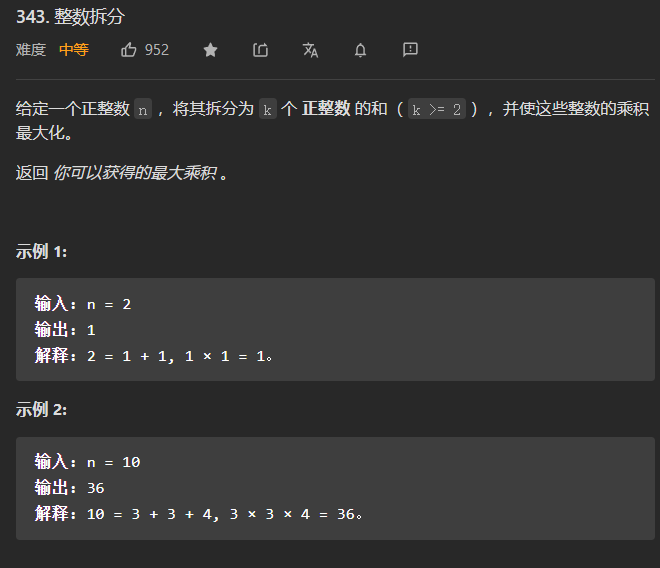 343. 整数拆分
难度 中等 952
给定一个正整数 n ，将其拆分为 k 个 正整数 的和（ k >= 2 ），并使这些整数的乘积
最大化。
返回 你可以获得的最大乘积 。
示例 1:
输入: n = 2
输出: 1
解释: 2 = 1 + 1, 1 × 1 = 1。
示例 2:
输入: n = 10
输出: 36
解释: 10 = 3 + 3 + 4, 3 × 3 × 4 = 36。